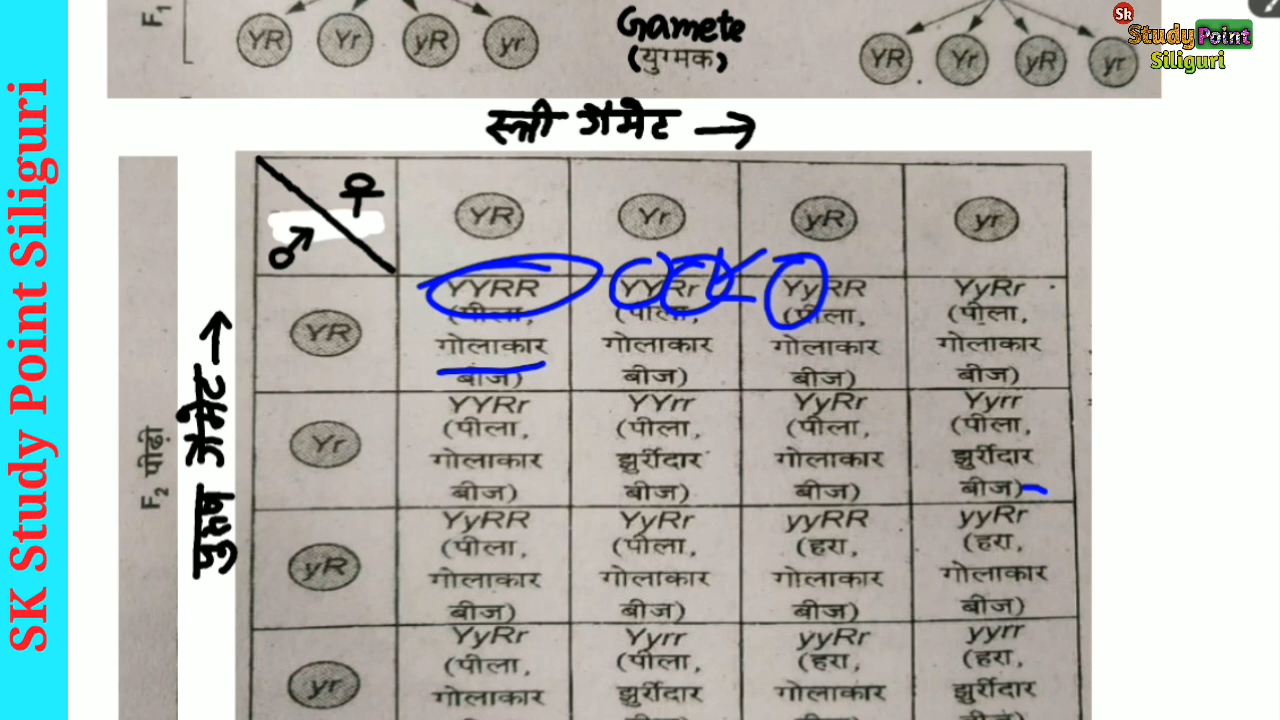 SK Study Point Siliguri
F₁
YR Yr yR yr
Gamete
(युग्मक)
YR Yr yR yr
Sk
Study Point
Siliguri
स्त्री गैमेट →
F₂ पीढ़ी
पुरुष गैमेट →
♀
♂
YR Yr yR yr
YR
YYRR YYRr YyRR YyRr
(पीला, (पीला, (पीला, (पीला,
गोलाकार गोलाकार गोलाकार गोलाकार
बीज) बीज) बीज) बीज)
Yr
YYRr YYrr YyRr Yyrr
(पीला, (पीला, (पीला, (पीला,
गोलाकार झुर्रीदार गोलाकार झुर्रीदार
बीज) बीज) बीज) बीज)
yR
YyRR YyRr yyRR yyRr
(पीला, (पीला, (हरा, (हरा,
गोलाकार गोलाकार गोलाकार गोलाकार
बीज) बीज) बीज) बीज)
yr
YyRr Yyrr yyRr yyrr
(पीला, (पीला, (हरा, (हरा,
गोलाकार झुर्रीदार गोलाकार झुर्रीदार